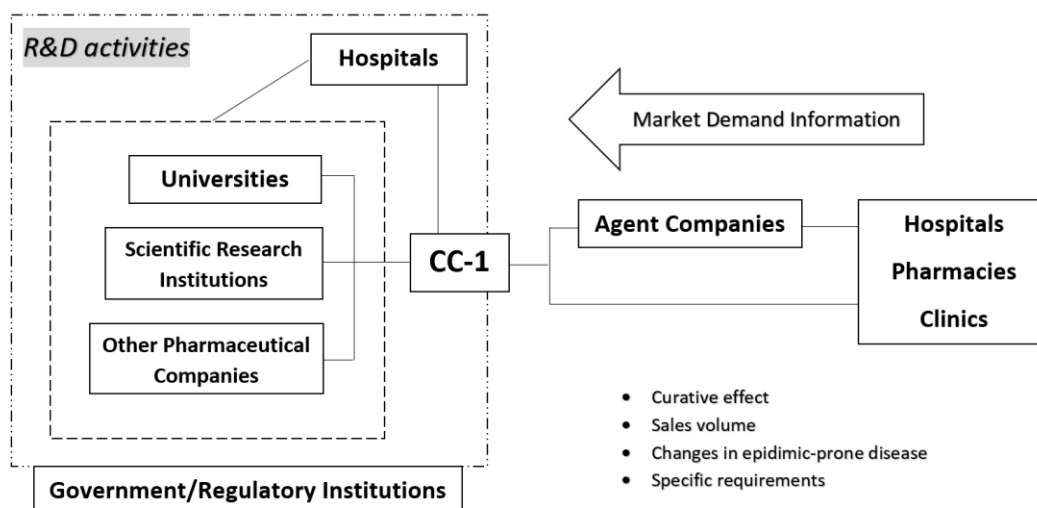 R&D activities
Hospitals
Market Demand Information
Universities
Agent Companies
Hospitals
Pharmacies
Clinics
Scientific Research
Institutions
CC-1
Other Pharmaceutical
Companies
• Curative effect
• Sales volume
• Changes in epidimic-prone disease
• Specific requirements
Government/Regulatory Institutions